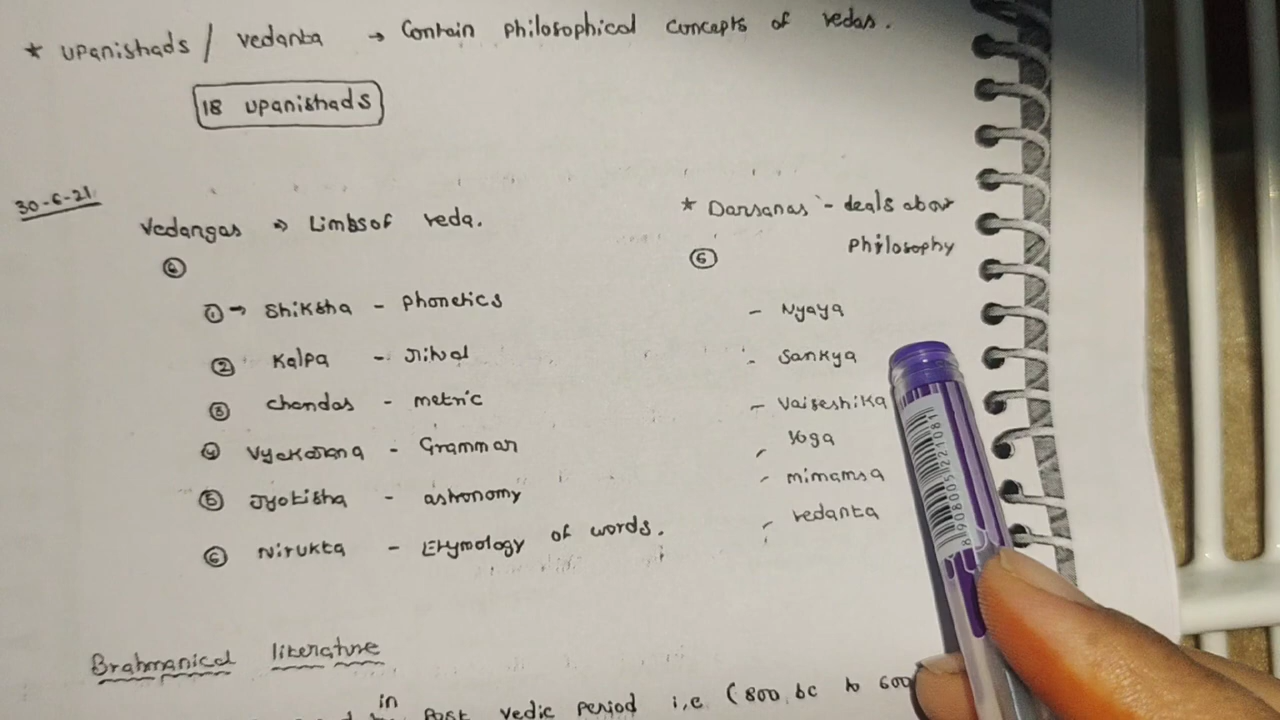 * Upanishads / vedanta → Contain philosophical concepts of vedas.
18 upanishads
30-6-21
Vedangas → Limbs of veda.
6
① → Shiksha - phonetics
② Kalpa - ritual
③ chandas - metric
④ Vyakarana - Grammar
⑤ Jyotisha - astronomy
⑥ Nirukta - Etymology of words.
* Darsanas - deals about
philosophy
6
- Nyaya
- Sankya
- Vaiseshika
- Yoga
- mimamsa
- vedanta
8908005221081
Brahmanical literature
in Post vedic period i,e (800 bc to 600